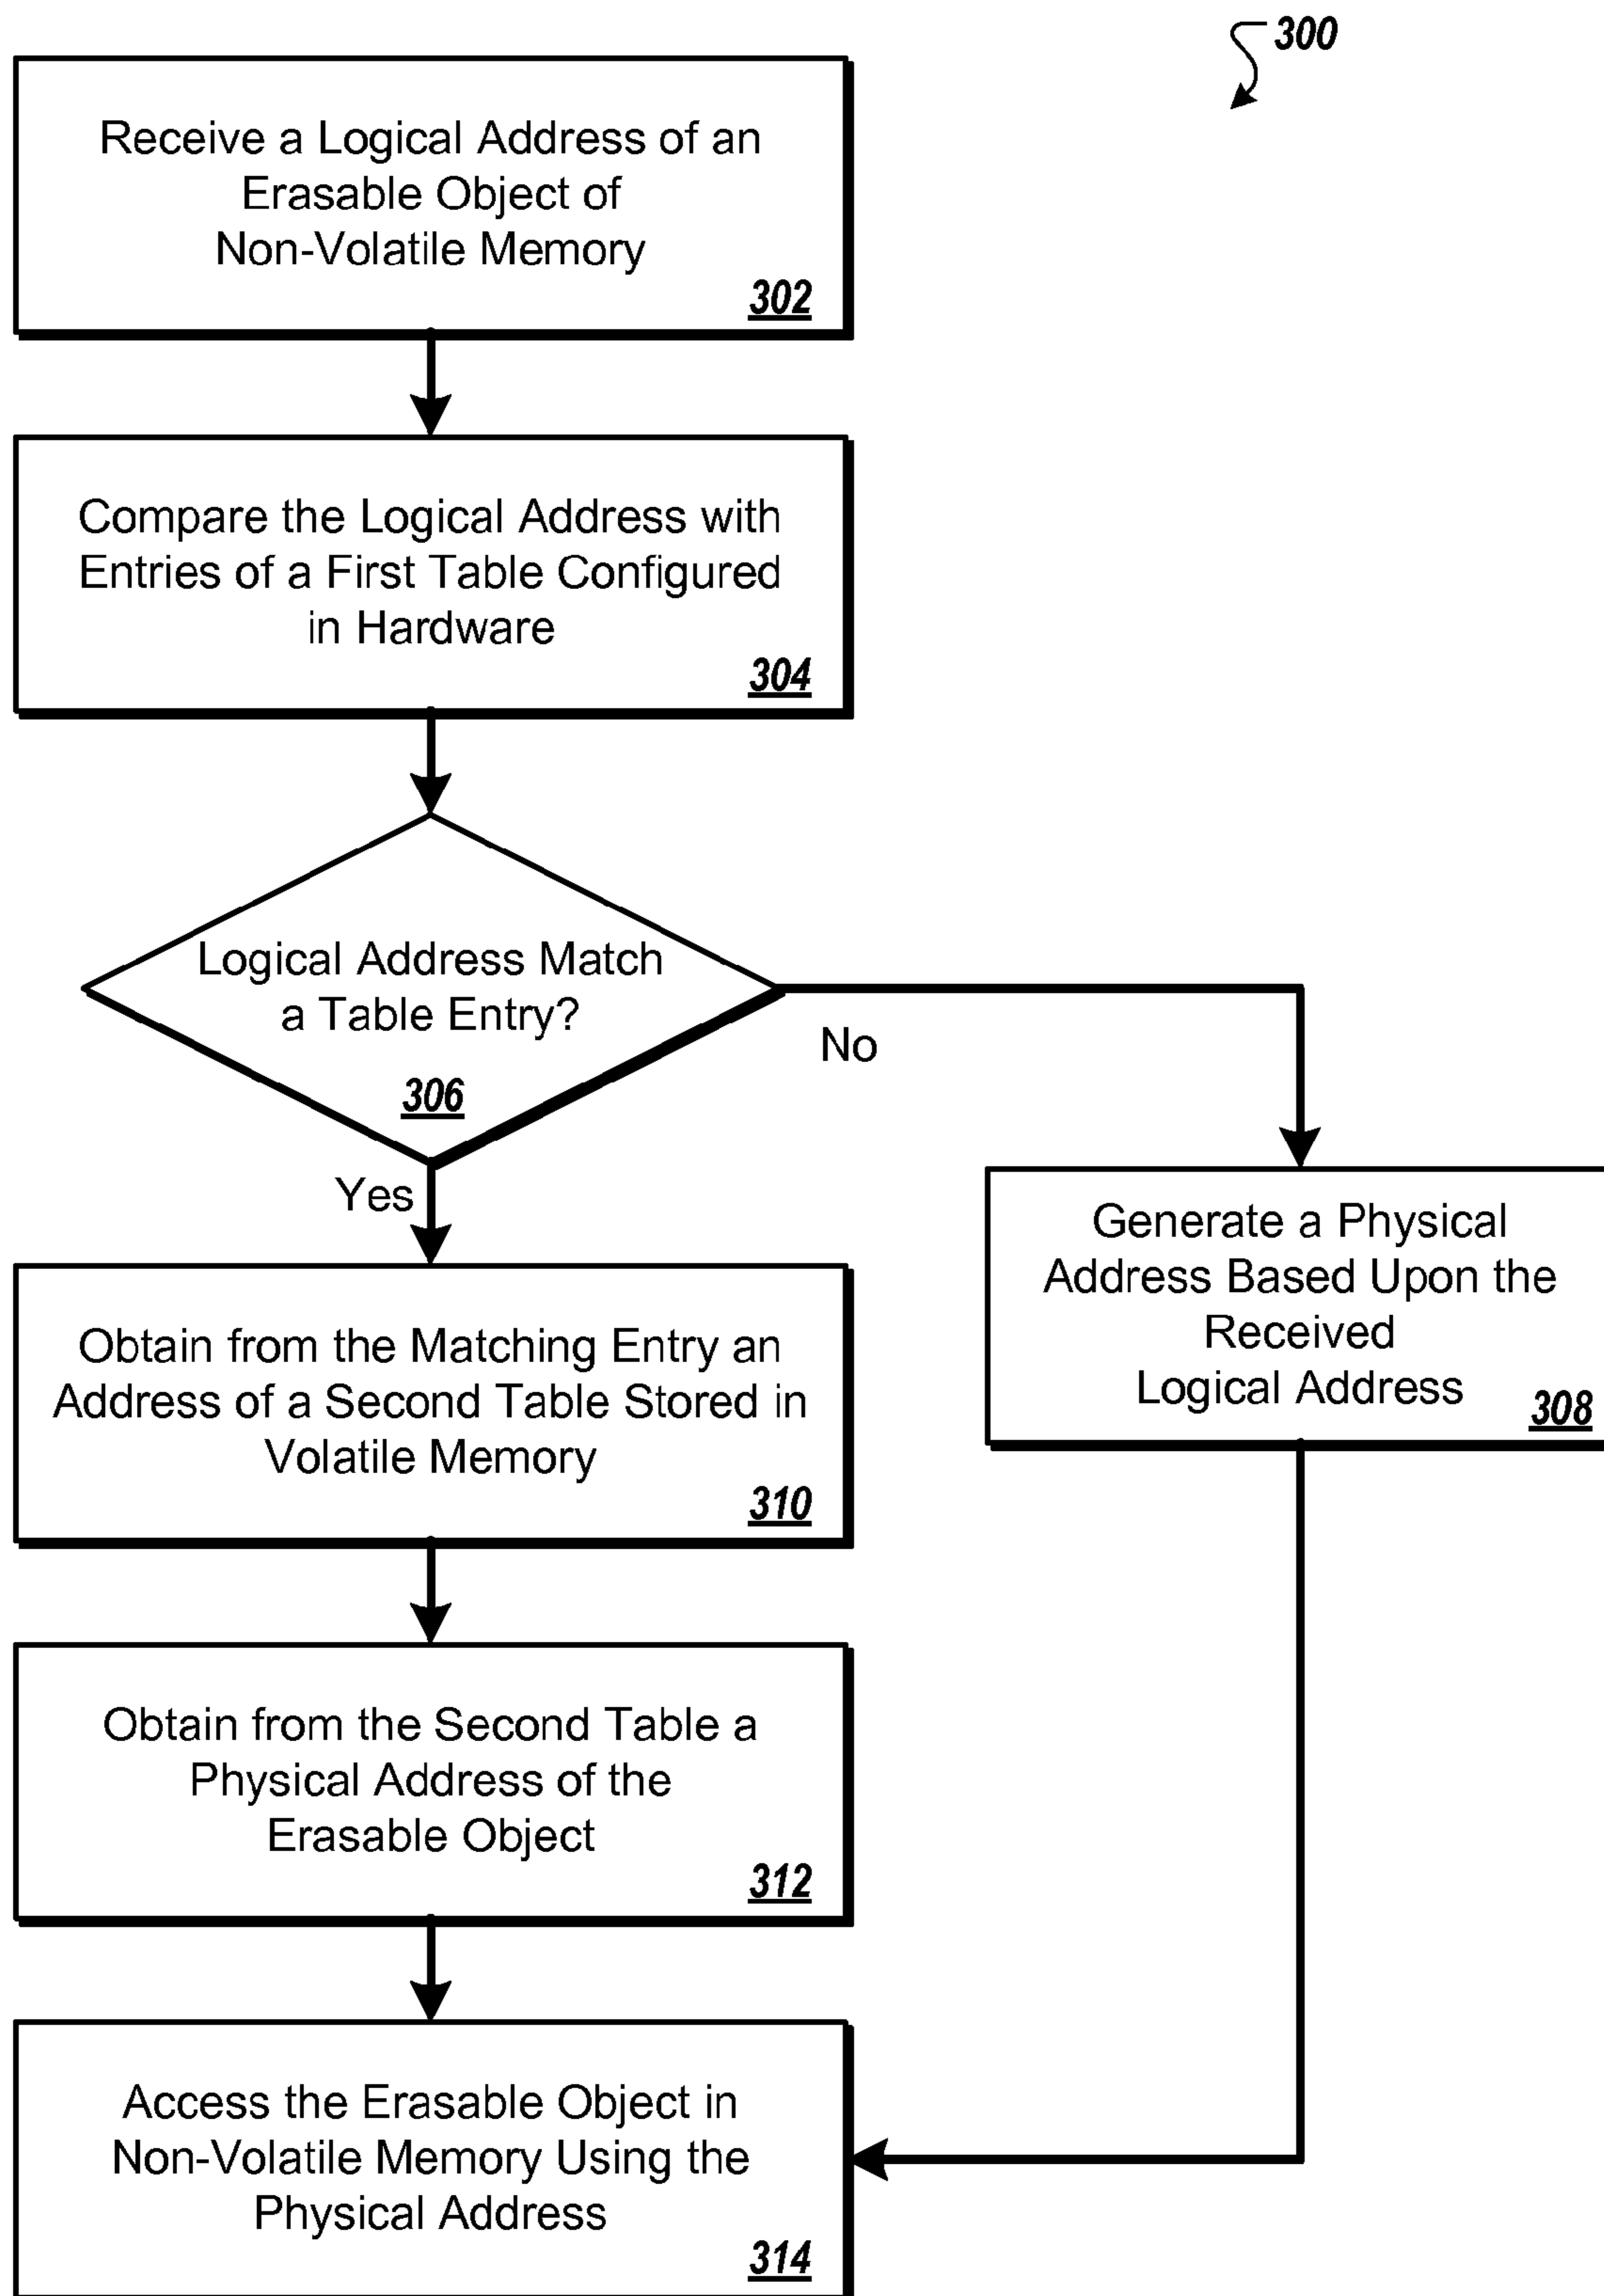 300
Receive a Logical Address of an
Erasable Object of
Non-Volatile Memory
302
Compare the Logical Address with
Entries of a First Table Configured
in Hardware
304
Logical Address Match
a Table Entry?
306
No
Yes
Generate a Physical
Address Based Upon the
Received
Logical Address
308
Obtain from the Matching Entry an
Address of a Second Table Stored in
Volatile Memory
310
Obtain from the Second Table a
Physical Address of the
Erasable Object
312
Access the Erasable Object in
Non-Volatile Memory Using the
Physical Address
314